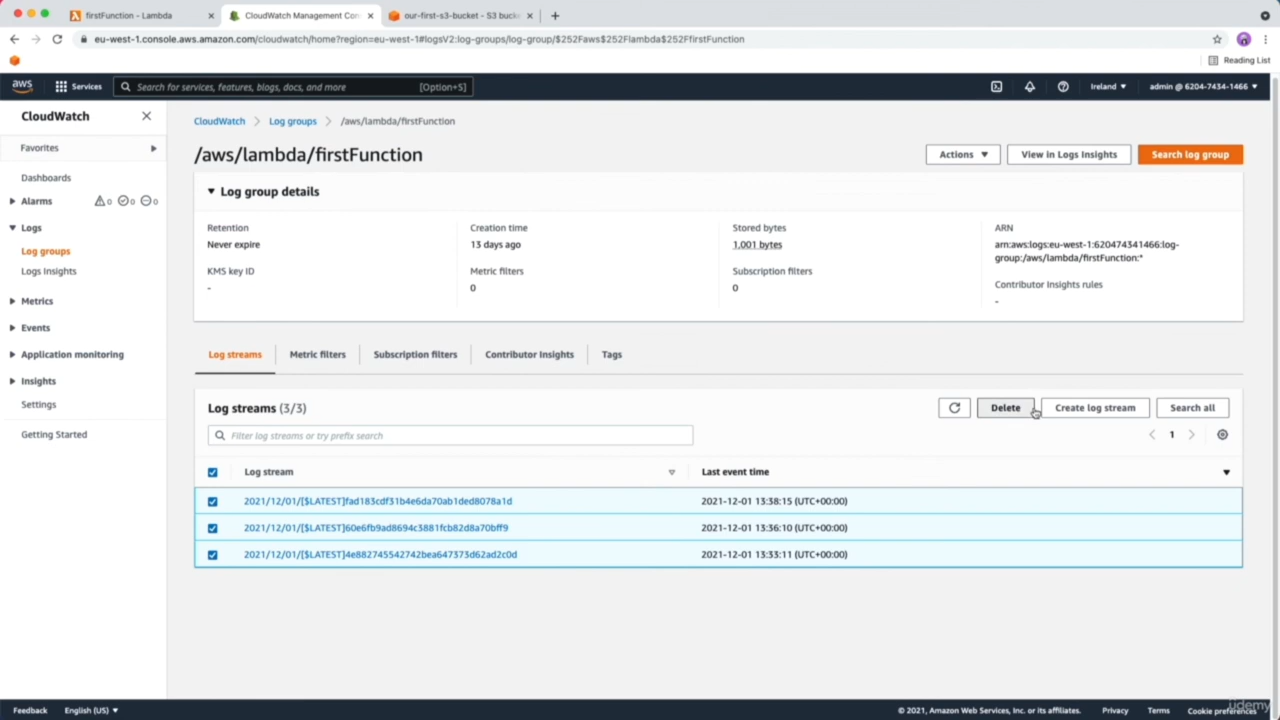 firstFunction - Lambda
CloudWatch Management Con
our-first-s3-bucket - S3 bucke
eu-west-1.console.aws.amazon.com/cloudwatch/home?region=eu-west-1#logsV2:log-groups/log-group/$252Faws$252Flambda$252FfirstFunction
Reading List
aws
Services
Search for services, features, blogs, docs, and more
[Option+S]
Ireland
admin @ 6204-7434-1466
CloudWatch
Favorites
Dashboards
Alarms
0
0
0
Logs
Log groups
Logs Insights
Metrics
Events
Application monitoring
Insights
Settings
Getting Started
CloudWatch
Log groups
/aws/lambda/firstFunction
/aws/lambda/firstFunction
Actions
View in Logs Insights
Search log group
Log group details
Retention
Never expire
KMS key ID
-
Creation time
13 days ago
Metric filters
0
Stored bytes
1,001 bytes
Subscription filters
0
ARN
arn:aws:logs:eu-west-1:620474341466:log-
group:/aws/lambda/firstFunction:*
Contributor Insights rules
-
Log streams
Metric filters
Subscription filters
Contributor Insights
Tags
Log streams (3/3)
Delete
Create log stream
Search all
Filter log streams or try prefix search
1
Log stream
Last event time
2021/12/01/[$LATEST]fad183cdf31b4e6da70ab1ded8078a1d
2021-12-01 13:38:15 (UTC+00:00)
2021/12/01/[$LATEST]60e6fb9ad8694c3881fcb82d8a70bff9
2021-12-01 13:36:10 (UTC+00:00)
2021/12/01/[$LATEST]4e882745542742bea647373d62ad2c0d
2021-12-01 13:33:11 (UTC+00:00)
Feedback
English (US)
© 2021, Amazon Web Services, Inc. or its affiliates.
Privacy
Terms
Cookie preferences
udemy